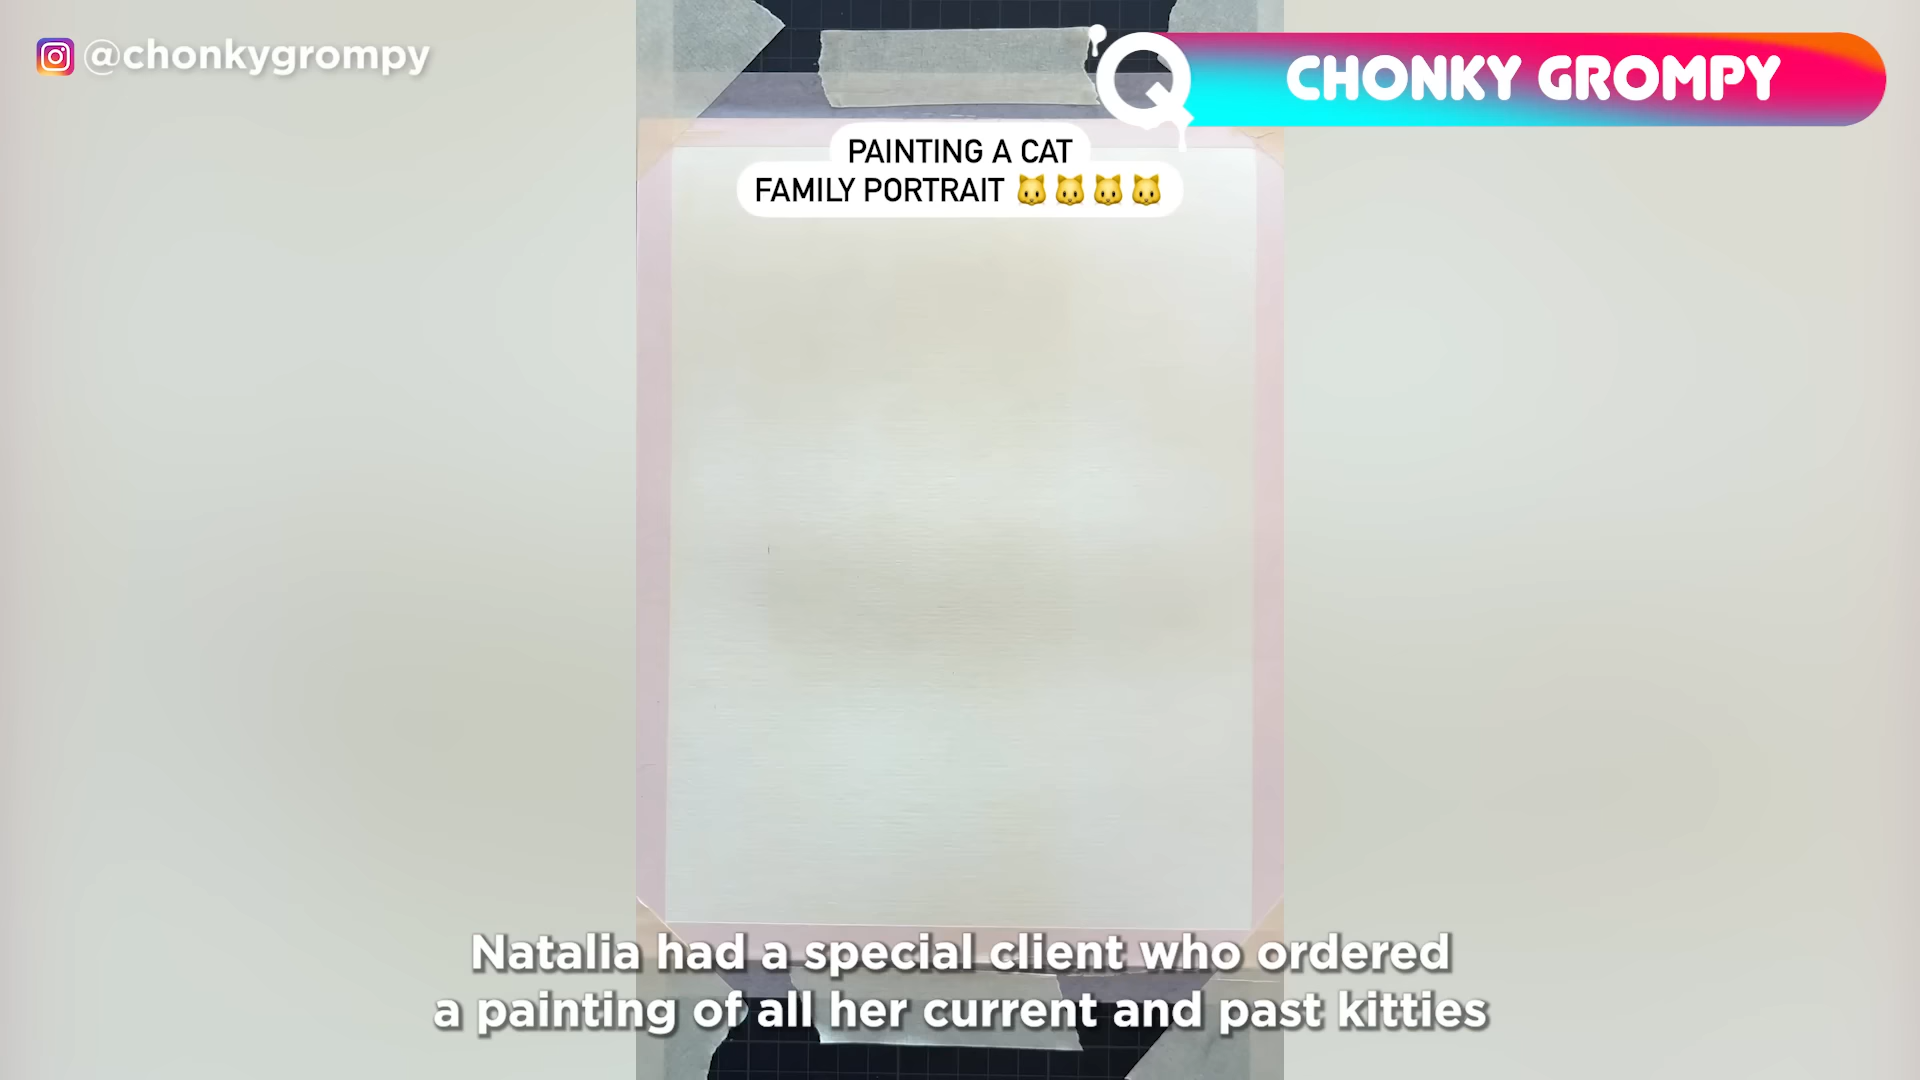 @chonkygrompy
CHONKY GROMPY
PAINTING A CAT
FAMILY PORTRAIT 🐱🐱🐱🐱
Natalia had a special client who ordered
a painting of all her current and past kitties